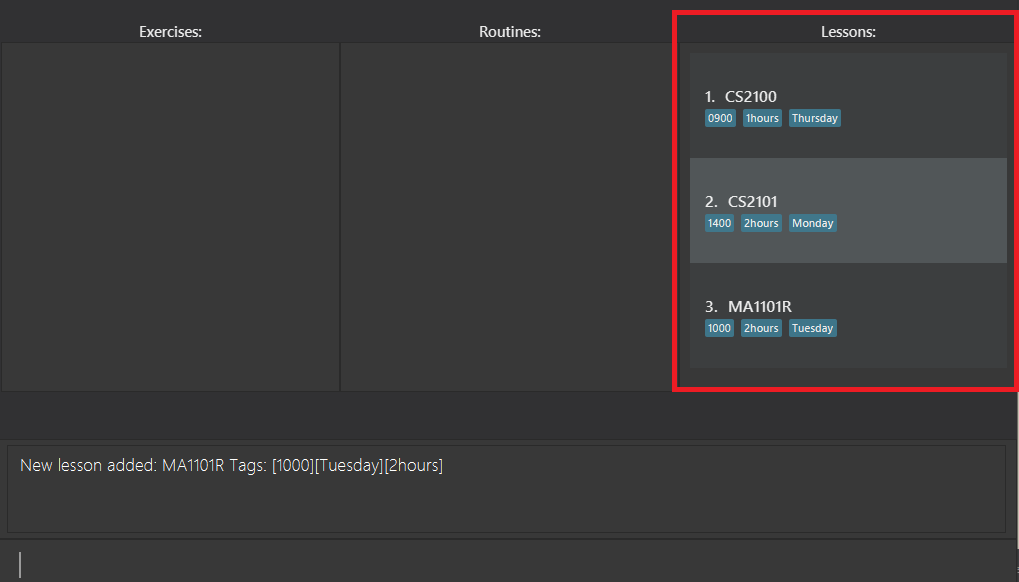 Exercises:
Routines:
Lessons:
1. CS2100
0900 1hours Thursday
2. CS2101
1400 2hours Monday
3. MA1101R
1000 2hours Tuesday
New lesson added: MA1101R Tags: [1000][Tuesday][2hours]